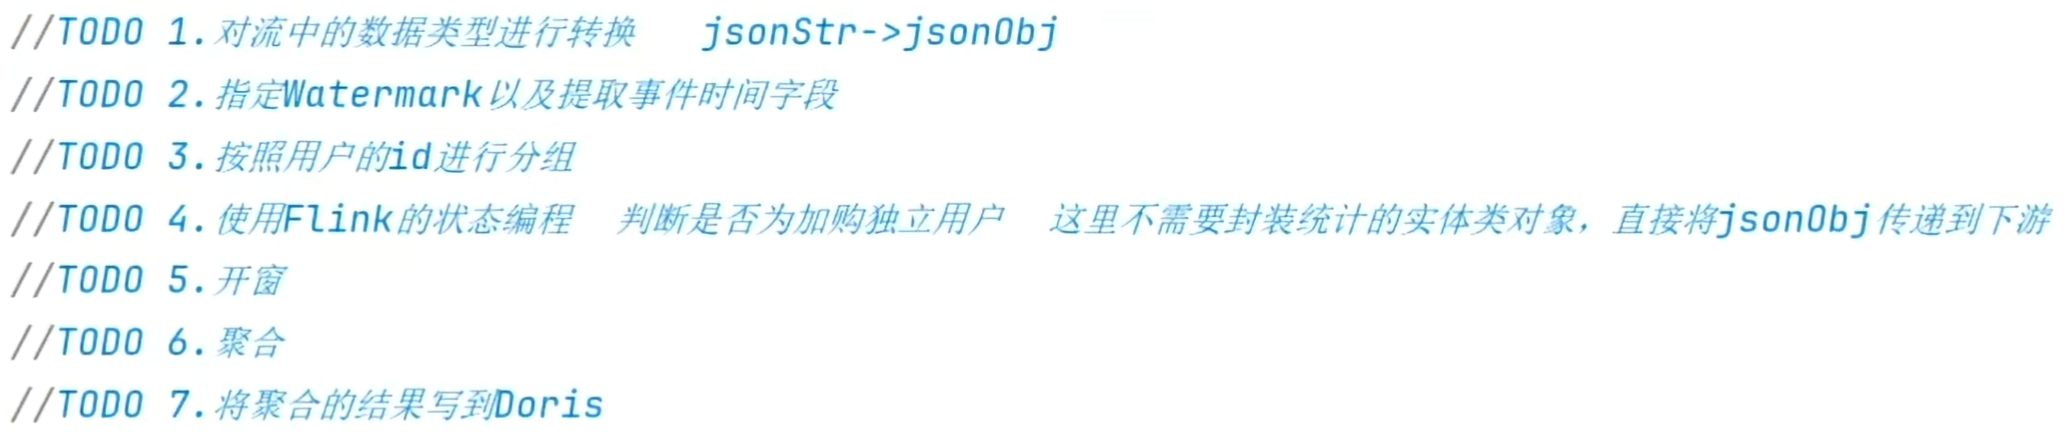 //TODO 1.对流中的数据类型进行转换   jsonStr->jsonObj
//TODO 2.指定Watermark以及提取事件时间字段
//TODO 3.按照用户的id进行分组
//TODO 4.使用Flink的状态编程  判断是否为加购独立用户  这里不需要封装统计的实体类对象，直接将jsonObj传递到下游
//TODO 5.开窗
//TODO 6.聚合
//TODO 7.将聚合的结果写到Doris